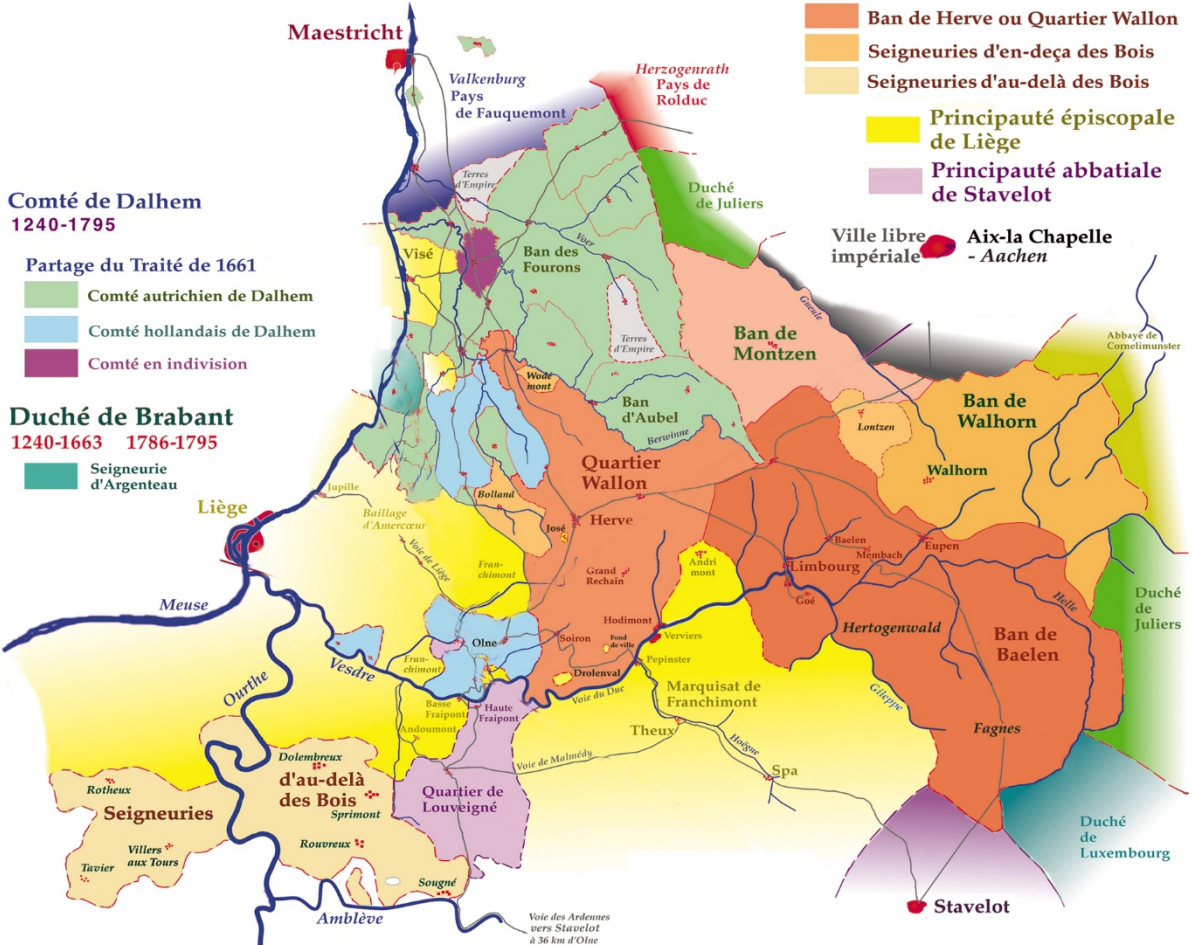 Maestricht
Valkenburg
Pays
de Fauquemont
Herzogenrath
Pays de
Rolduc
Ban de Herve ou Quartier Wallon
Seigneuries d'en-deça des Bois
Seigneuries d'au-delà des Bois
Principauté épiscopale
de Liège
Principauté abbatiale
de Stavelot
Ville libre
impériale
Aix-la Chapelle
- Aachen
Comté de Dalhem
1240-1795
Partage du Traité de 1661
Comté autrichien de Dalhem
Comté hollandais de Dalhem
Comté en indivision
Duché de Brabant
1240-1663 1786-1795
Seigneurie
d'Argenteau
Terres
d'Empire
Duché
de Juliers
Visé
Voer
Ban des
Fourons
Terres
d'Empire
Gueule
Ban de
Montzen
Abbaye de
Cornelimunster
Wodé
mont
Ban
d'Aubel
Berwinne
Lontzen
Ban de
Walhorn
Walhorn
Quartier
Wallon
Bolland
José
Herve
Jupille
Baillage
d'Amercœur
Liège
Voie de Liège
Fran-
chimont
Grand
Rechain
Andri
mont
Baelen
Membach
Eupen
Limbourg
Goé
Helle
Duché
de
Juliers
Meuse
Vesdre
Ourthe
Olne
Fran-
chimont
Soiron
Hodimont
Fond
de ville
Verviers
Drolenval
Pepinster
Voie du Duc
Hertogenwald
Ban de
Baelen
Gileppe
Marquisat de
Franchimont
Theux
Hoëgne
Fagnes
Basse
Fraipont
Haute
Fraipont
Andoumont
Voie de Malmédy
Spa
Dolembreux
d'au-delà
des Bois
Sprimont
Rotheux
Seigneuries
Quartier de
Louveigné
Villers
aux Tours
Tavier
Rouvreux
Sougné
Duché
de
Luxembourg
Stavelot
Amblève
Voie des Ardennes
vers Stavelot
à 36 km d'Olne